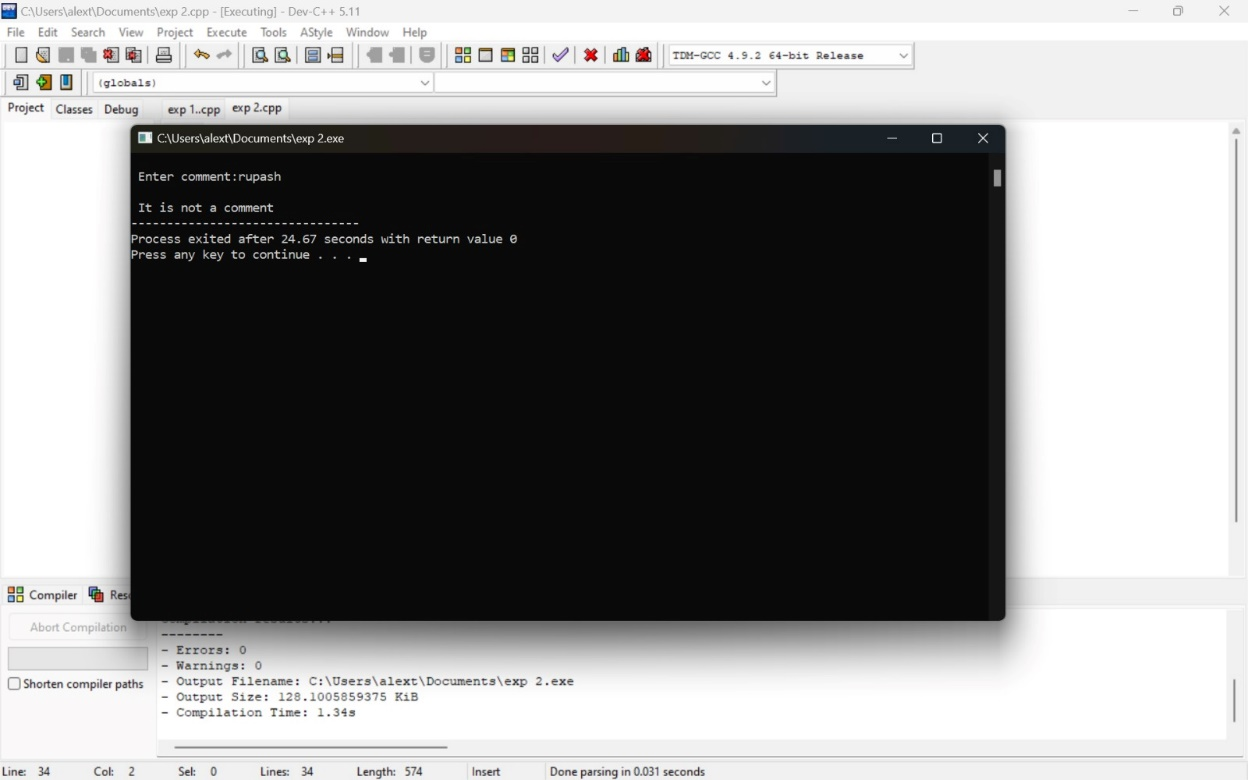 C:\Users\alext\Documents\exp 2.cpp - [Executing] - Dev-C++ 5.11
File Edit Search View Project Execute Tools AStyle Window Help
TDM-GCC 4.9.2 64-bit Release
(globals)
Project Classes Debug exp 1..cpp exp 2.cpp
C:\Users\alext\Documents\exp 2.exe
Enter comment:rupash
It is not a comment
--------------------------------
Process exited after 24.67 seconds with return value 0
Press any key to continue . . .
Compiler
Abort Compilation
--------
- Errors: 0
- Warnings: 0
Shorten compiler paths
- Output Filename: C:\Users\alext\Documents\exp 2.exe
- Output Size: 128.1005859375 KiB
- Compilation Time: 1.34s
Line: 34 Col: 2 Sel: 0 Lines: 34 Length: 574 Insert Done parsing in 0.031 seconds